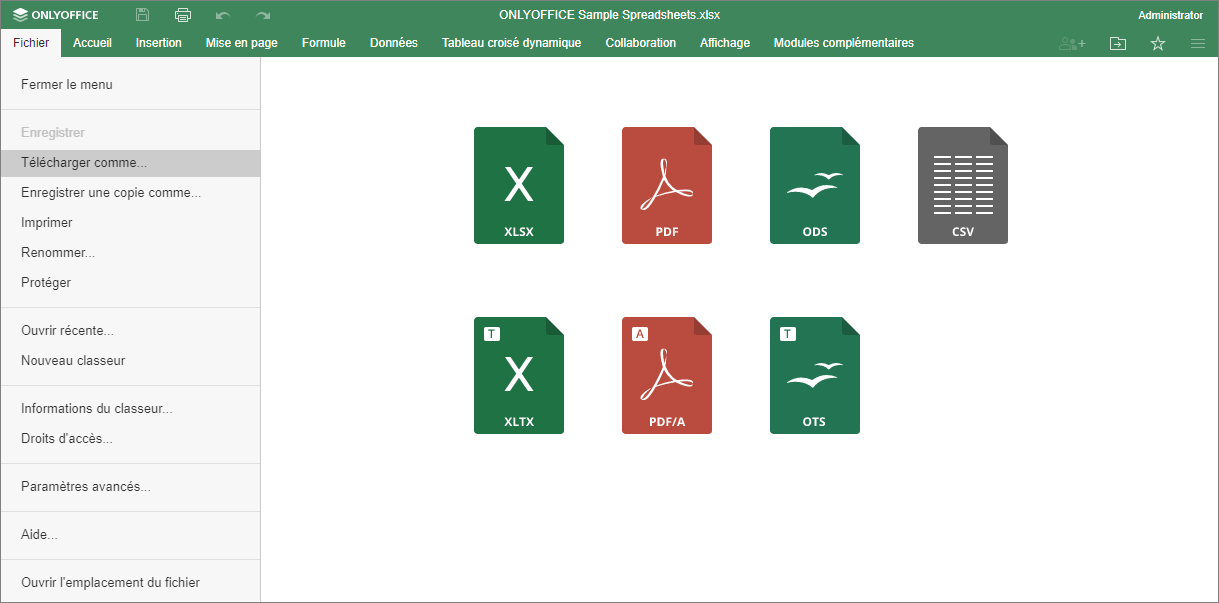 ONLYOFFICE
ONLYOFFICE Sample Spreadsheets.xlsx
Administrator
Fichier
Accueil
Insertion
Mise en page
Formule
Données
Tableau croisé dynamique
Collaboration
Affichage
Modules complémentaires
Fermer le menu
Enregistrer
Télécharger comme...
Enregistrer une copie comme...
Imprimer
Renommer...
Protéger
Ouvrir récente...
Nouveau classeur
Informations du classeur...
Droits d'accès...
Paramètres avancés...
Aide...
Ouvrir l'emplacement du fichier
X
XLSX
PDF
ODS
CSV
T
X
XLTX
A
PDF/A
T
OTS